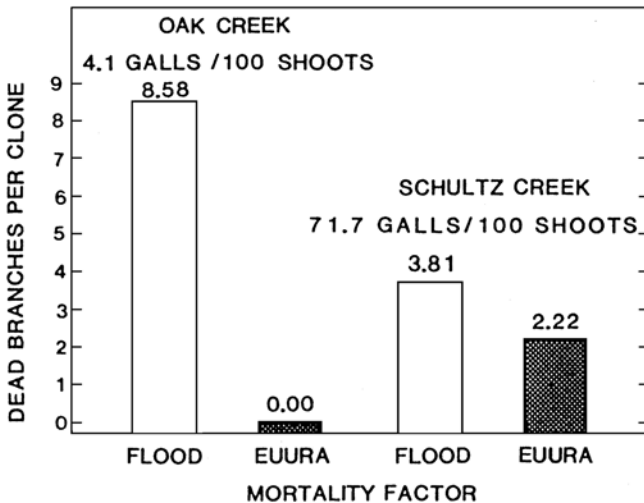 OAK CREEK
4.1 GALLS /100 SHOOTS
8.58
SCHULTZ CREEK
71.7 GALLS/100 SHOOTS
3.81
2.22
0.00
9
8
7
6
5
4
3
2
1
0
DEAD BRANCHES PER CLONE
FLOOD EUURA FLOOD EUURA
MORTALITY FACTOR